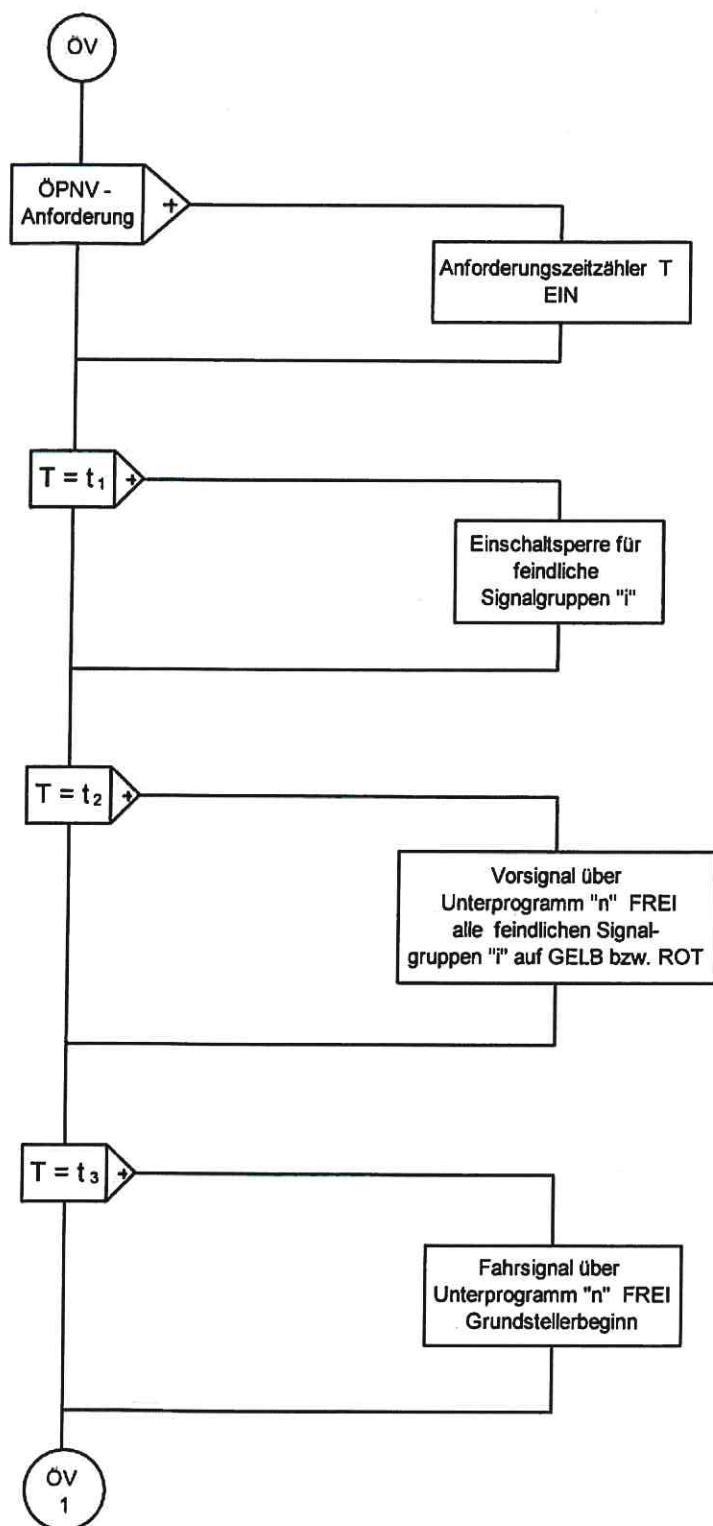 ÖV
ÖPNV -
Anforderung
+
Anforderungszeitzähler T
EIN
T = t₁
+
Einschaltsperre für
feindliche
Signalgruppen "i"
T = t₂
+
Vorsignal über
Unterprogramm "n" FREI
alle feindlichen Signal-
gruppen "i" auf GELB bzw. ROT
T = t₃
+
Fahrsignal über
Unterprogramm "n" FREI
Grundstellerbeginn
ÖV
1